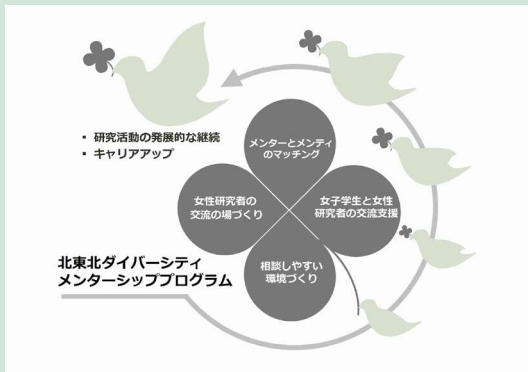 ▪ 研究活動の発展的な継続
▪ キャリアアップ
メンターとメンティ
のマッチング
女性研究者の
交流の場づくり
女子学生と女性
研究者の交流支援
相談しやすい
環境づくり
北東北ダイバーシティ
メンターシッププログラム